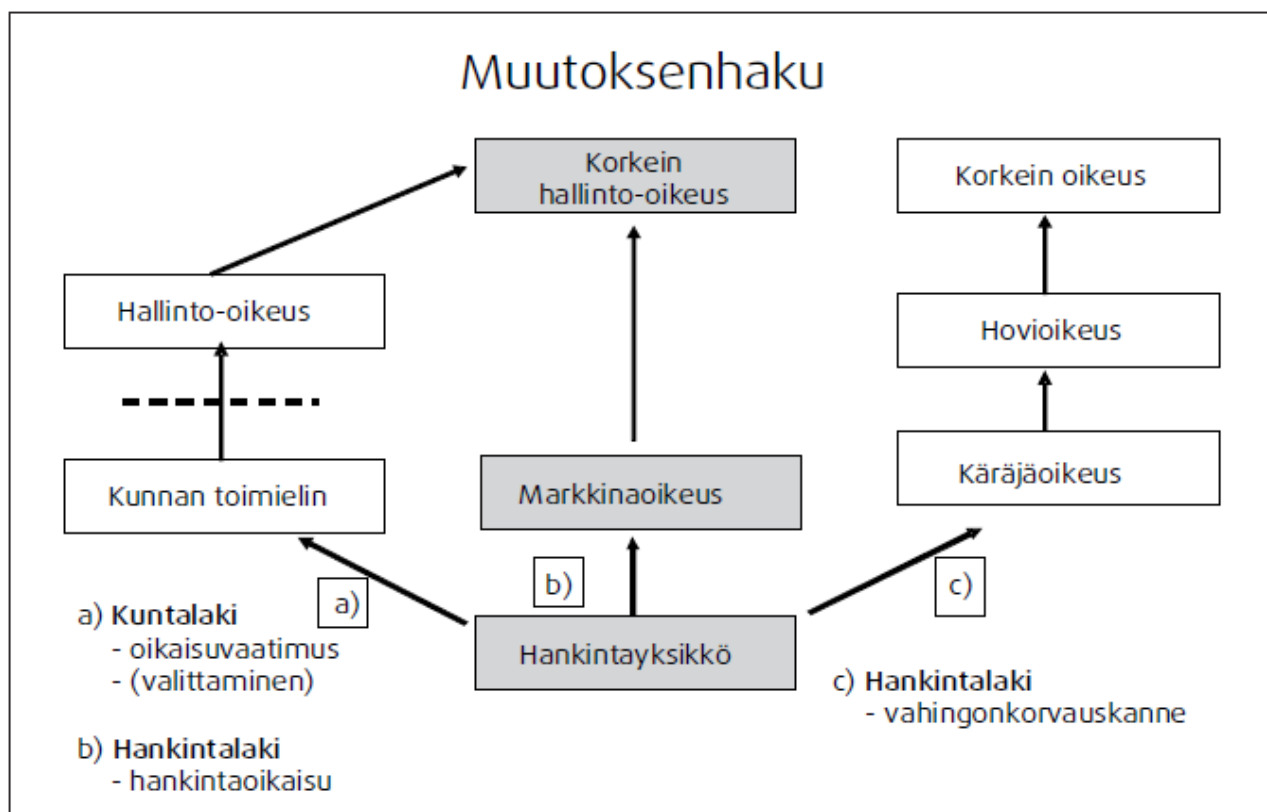 Muutoksenhaku
Korkein
hallinto-oikeus
Korkein oikeus
Hallinto-oikeus
Hovioikeus
Kunnan toimielin
Markkinaoikeus
Käräjäoikeus
a)
b)
c)
Hankintayksikkö
a) Kuntalaki
- oikaisuvaatimus
- (valittaminen)
b) Hankintalaki
- hankintaoikaisu
c) Hankintalaki
- vahingonkorvauskanne